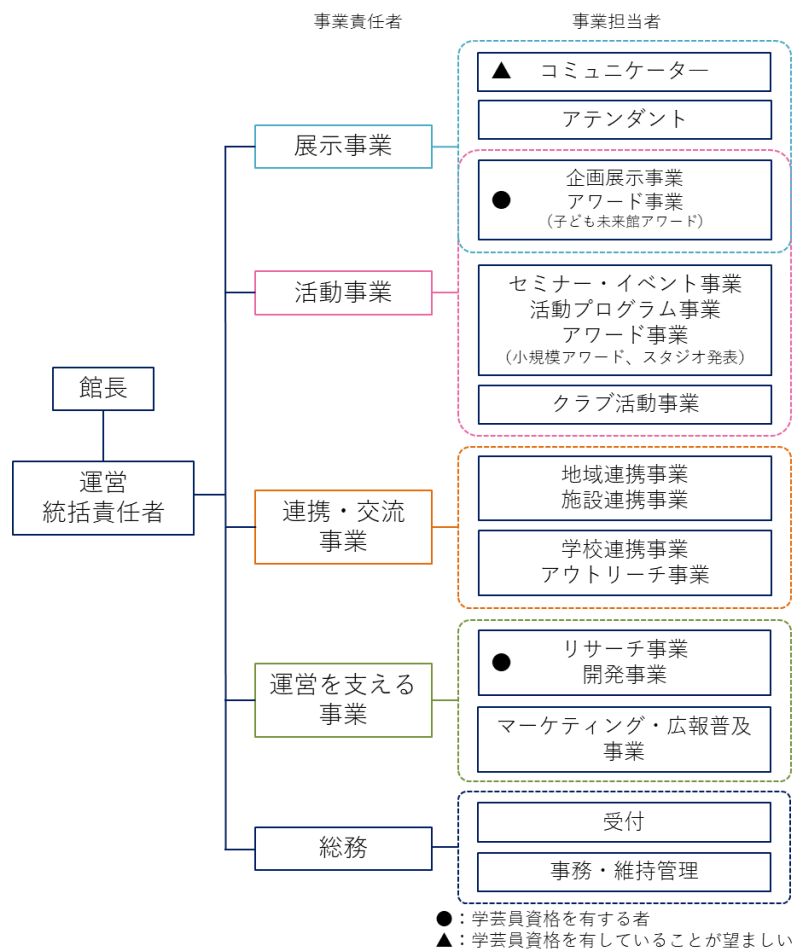 事業責任者
事業担当者
▲ コミュニケーター
アテンダント
展示事業
● 企画展示事業
アワード事業
(子ども未来館アワード)
活動事業
セミナー・イベント事業
活動プログラム事業
アワード事業
(小規模アワード、スタジオ発表)
クラブ活動事業
館長
運営
統括責任者
連携・交流
事業
地域連携事業
施設連携事業
学校連携事業
アウトリーチ事業
運営を支える
事業
● リサーチ事業
開発事業
マーケティング・広報普及
事業
総務
受付
事務・維持管理
●：学芸員資格を有する者
▲：学芸員資格を有していることが望ましい